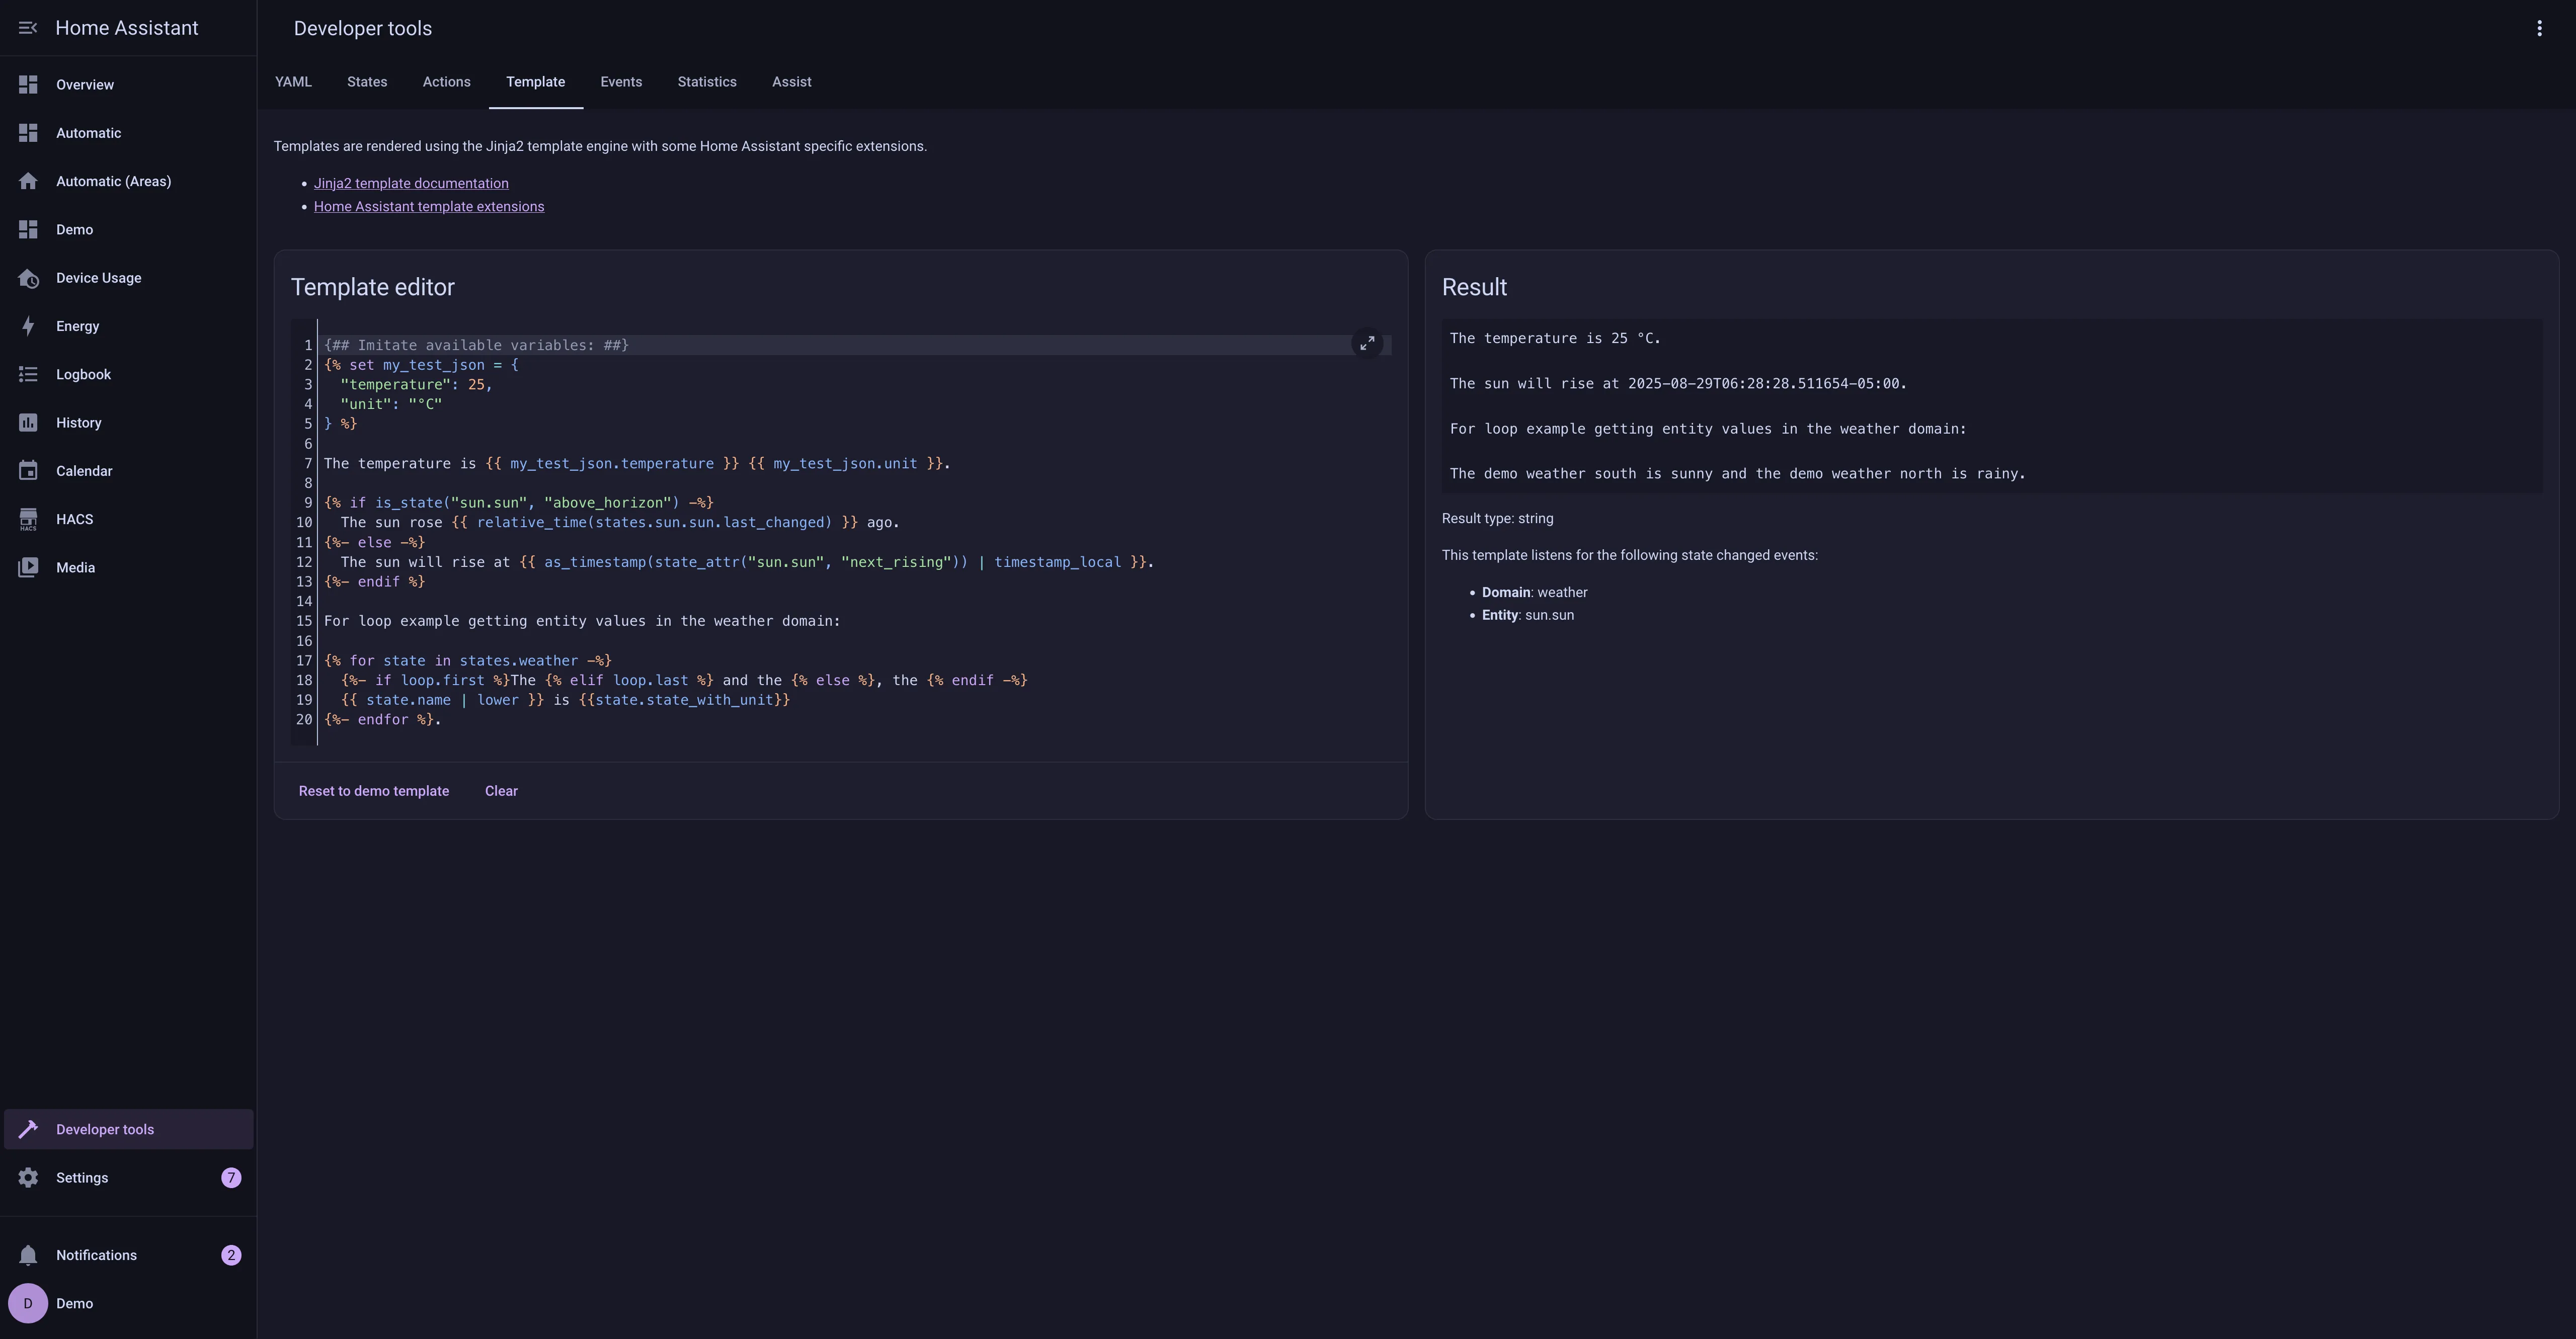 Home Assistant
Overview
Automatic
Automatic (Areas)
Demo
Device Usage
Energy
Logbook
History
Calendar
HACS
HACS
Media
Developer tools
Settings 7
Notifications 2
D Demo
Developer tools
YAML States Actions Template Events Statistics Assist
Templates are rendered using the Jinja2 template engine with some Home Assistant specific extensions.
• Jinja2 template documentation
• Home Assistant template extensions
Template editor
1 {## Imitate available variables: ##}
2 {% set my_test_json = {
3   "temperature": 25,
4   "unit": "°C"
5 } %}
6
7 The temperature is {{ my_test_json.temperature }} {{ my_test_json.unit }}.
8
9 {% if is_state("sun.sun", "above_horizon") -%}
10   The sun rose {{ relative_time(states.sun.sun.last_changed) }} ago.
11 {%- else -%}
12   The sun will rise at {{ as_timestamp(state_attr("sun.sun", "next_rising")) | timestamp_local }}.
13 {%- endif %}
14
15 For loop example getting entity values in the weather domain:
16
17 {% for state in states.weather -%}
18   {%- if loop.first %}The {% elif loop.last %} and the {% else %}, the {% endif -%}
19   {{ state.name | lower }} is {{state.state_with_unit}}
20 {%- endfor %}.
Reset to demo template Clear
Result
The temperature is 25 °C.
The sun will rise at 2025-08-29T06:28:28.511654-05:00.
For loop example getting entity values in the weather domain:
The demo weather south is sunny and the demo weather north is rainy.
Result type: string
This template listens for the following state changed events:
• Domain: weather
• Entity: sun.sun